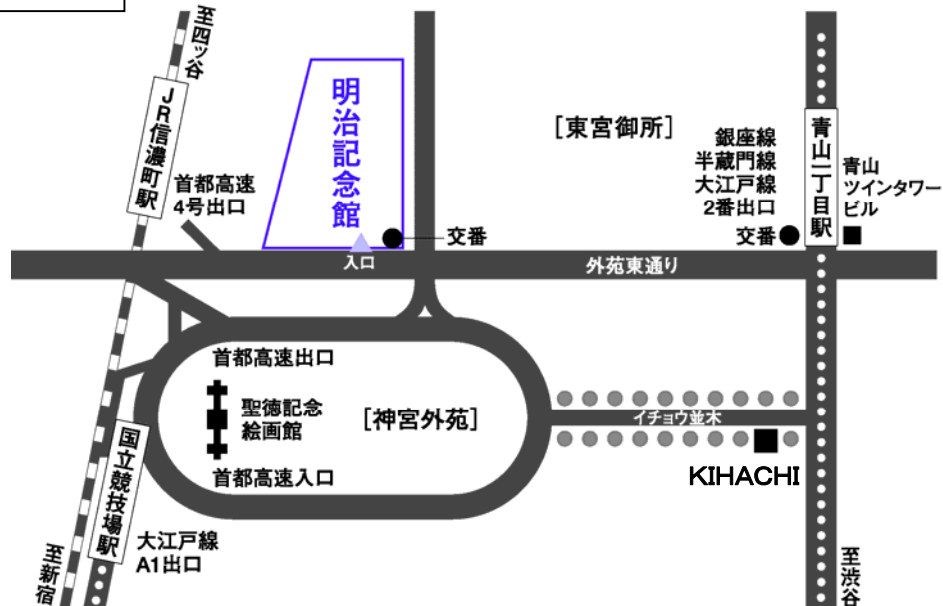 至四ッ谷
JR信濃町駅
首都高速
4号出口
明治記念館
交番
入口
[東宮御所]
銀座線
半蔵門線
大江戸線
2番出口
交番
青山一丁目駅
青山
ツインタワー
ビル
外苑東通り
首都高速出口
聖徳記念
絵画館
[神宮外苑]
首都高速入口
イチョウ並木
KIHACHI
国立競技場駅
大江戸線
A1出口
至新宿
至渋谷